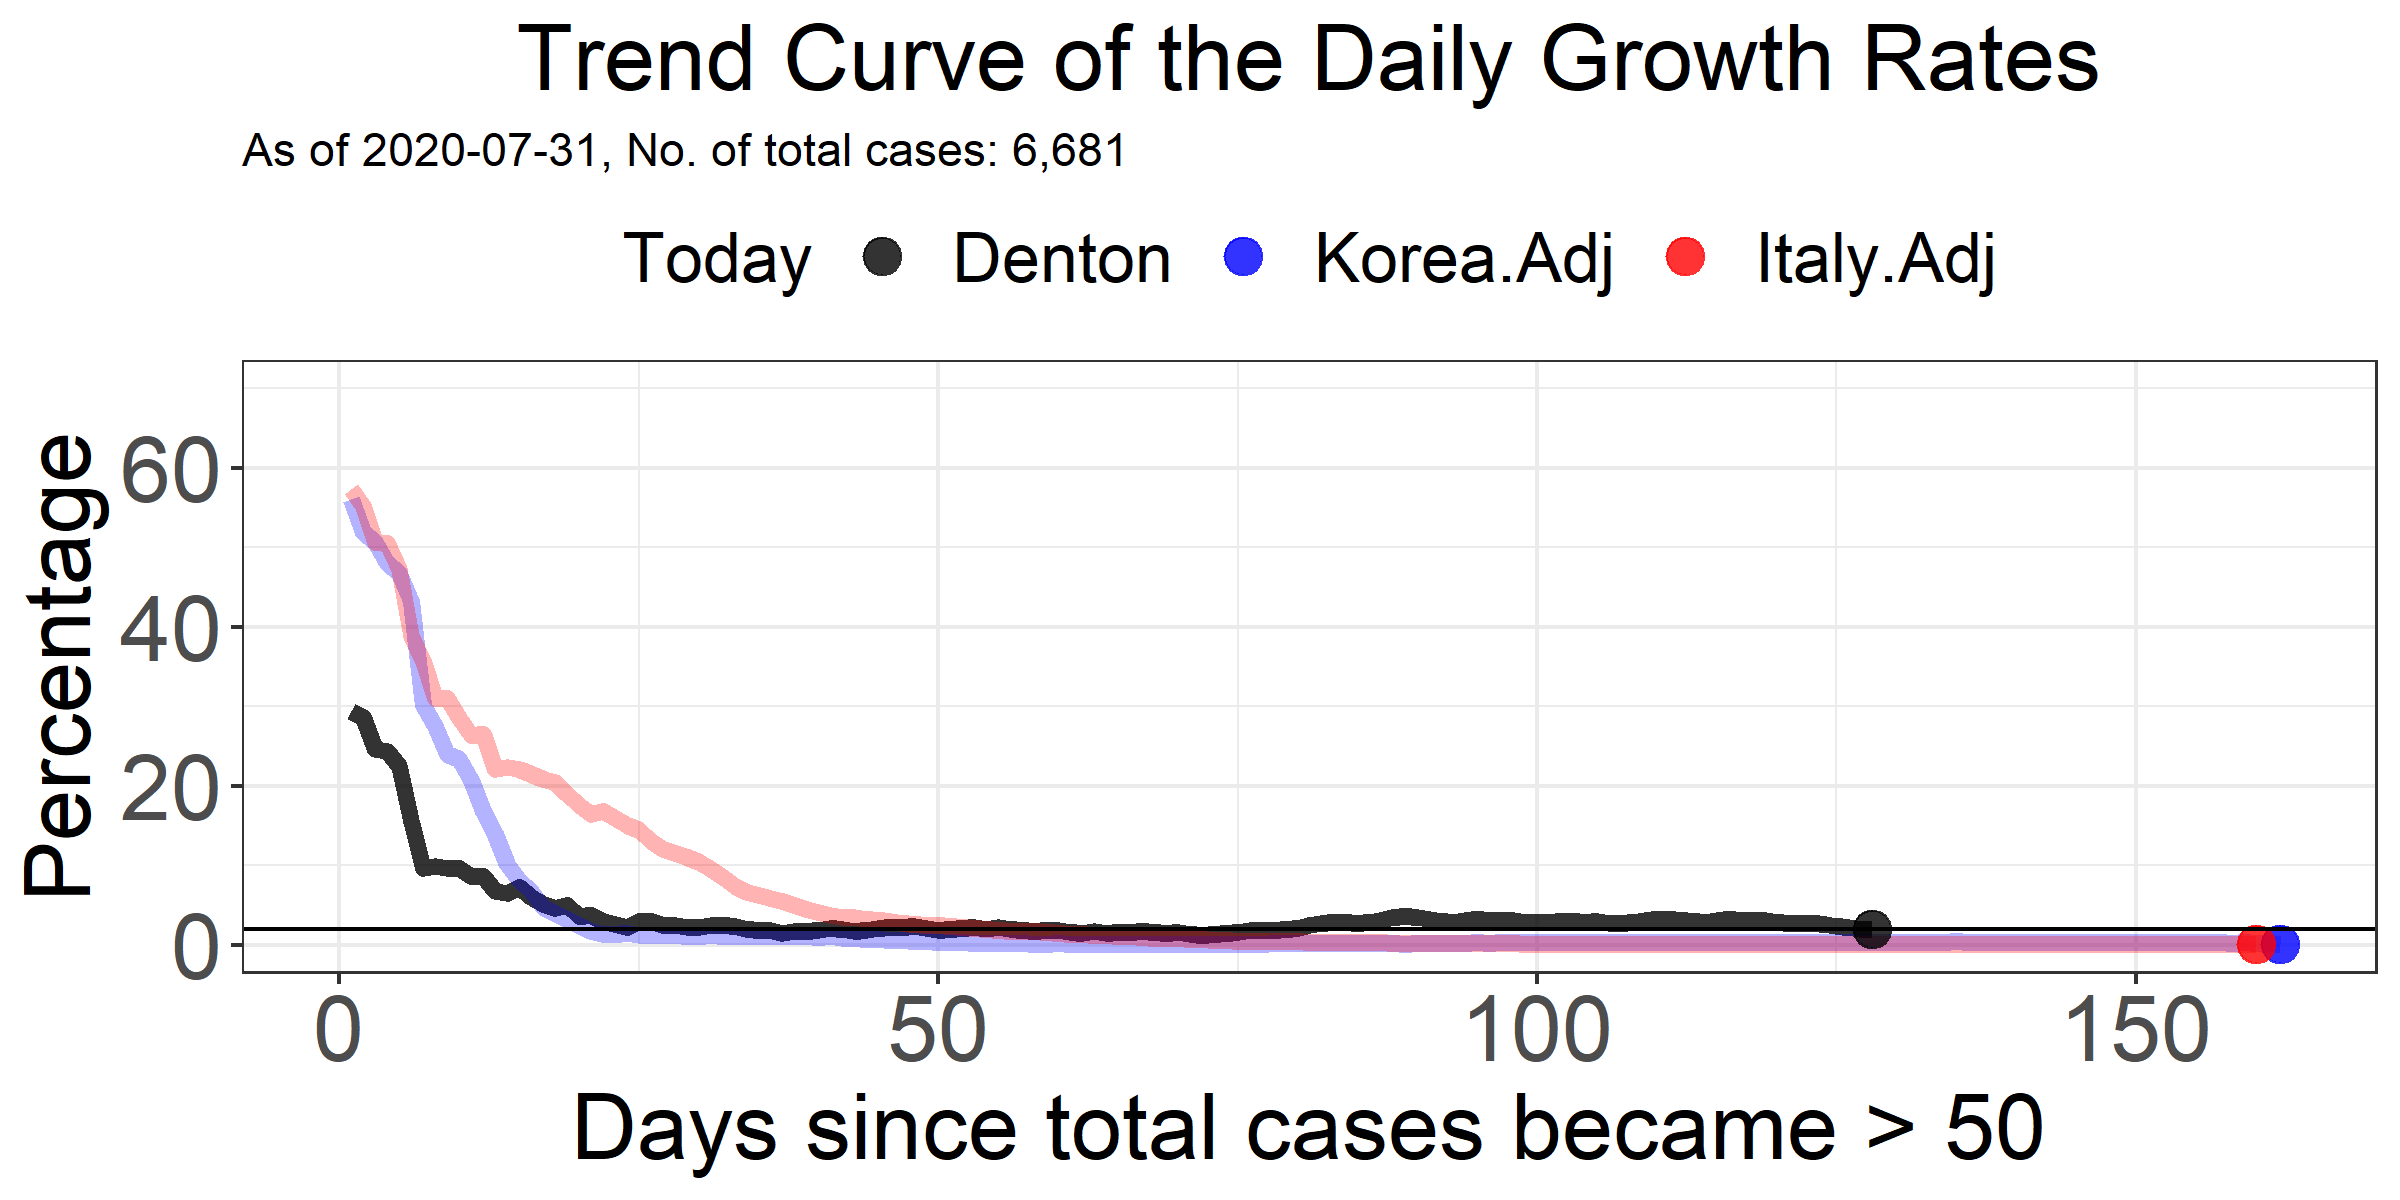 Trend Curve of the Daily Growth Rates
As of 2020-07-31, No. of total cases: 6,681
Today Denton Korea.Adj Italy.Adj
Percentage
60
40
20
0
0 50 100 150
Days since total cases became > 50